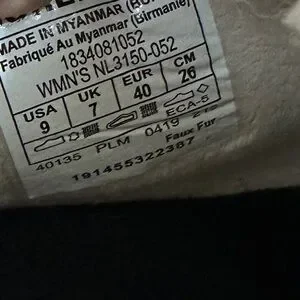 MADE IN MYANMAR
Fabriqué Au Myanmar (Birmanie)
1834081052
WMN'S NL3150-052
USA UK EUR CM
9 7 40 26
ECA-5
40135 PLM 0419
Faux Fur
191455322387